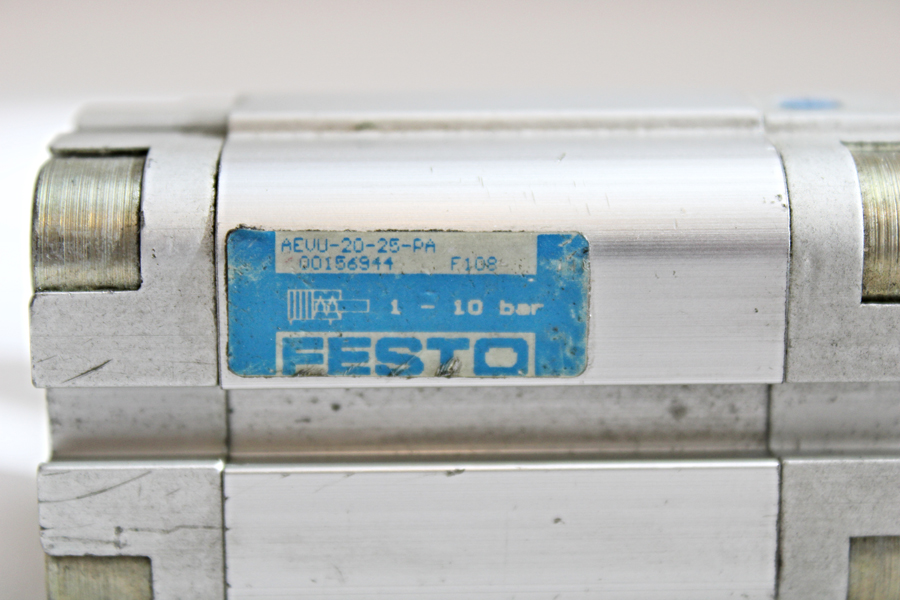 AEVU-20-25-PA
00156944 F108
1 - 10 bar
FESTO